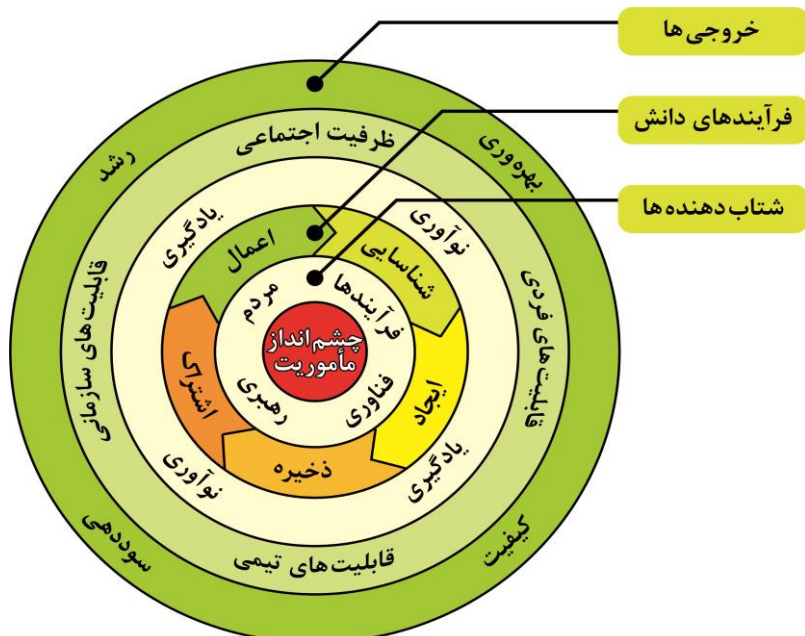 خروجی‌ها
فرآیندهای دانش
شتاب‌دهنده‌ها
رشد
بهره‌وری
کیفیت
سوددهی
ظرفیت اجتماعی
قابلیت‌های فردی
قابلیت‌های تیمی
قابلیت‌های سازمانی
نوآوری
یادگیری
نوآوری
یادگیری
شناسایی
ایجاد
ذخیره
اشتراک
اعمال
فرآیندها
فناوری
رهبری
مردم
چشم‌انداز
مأموریت